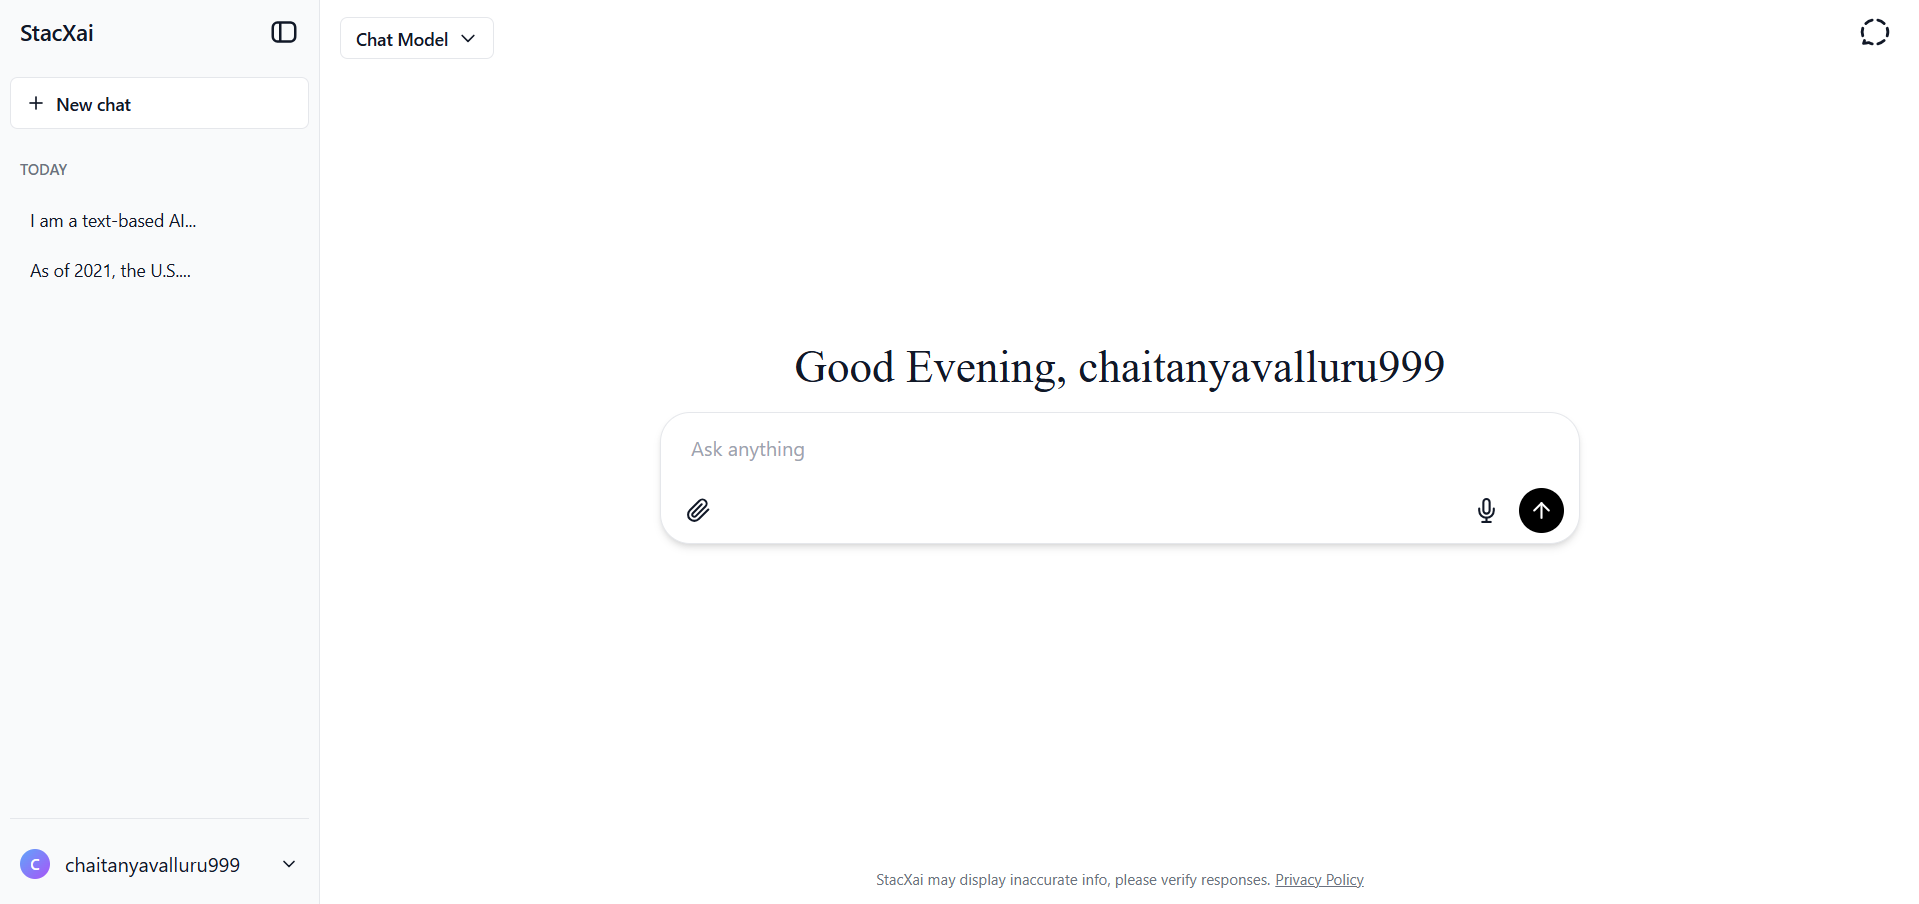 StacXai
New chat
TODAY
I am a text-based AI...
As of 2021, the U.S....
C
chaitanyavalluru999
Chat Model
Good Evening, chaitanyavalluru999
Ask anything
StacXai may display inaccurate info, please verify responses. Privacy Policy